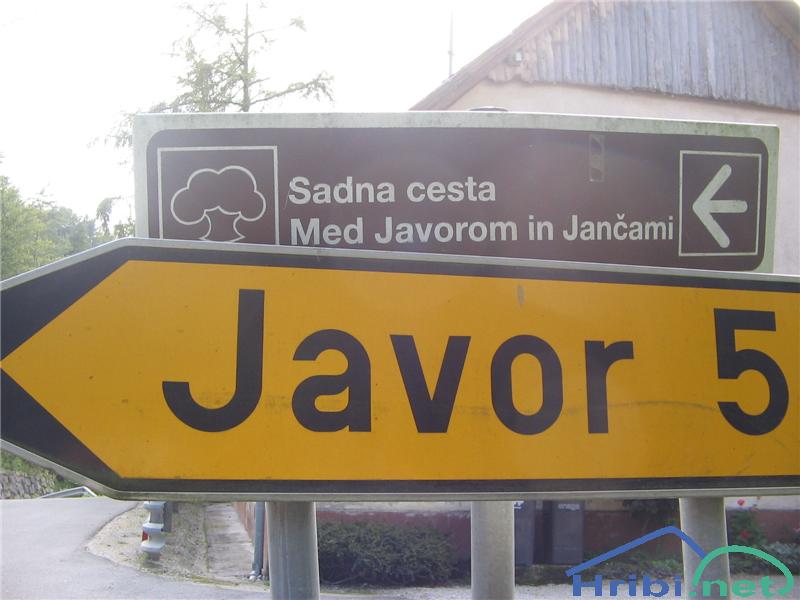 Sadna cesta
Med Javorom in Jančami
Javor 5
Hribi.net